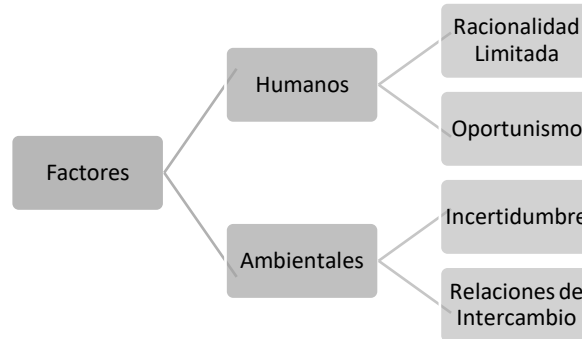 Factores
Humanos
Racionalidad
Limitada
Oportunismo
Ambientales
Incertidumbre
Relaciones de
Intercambio